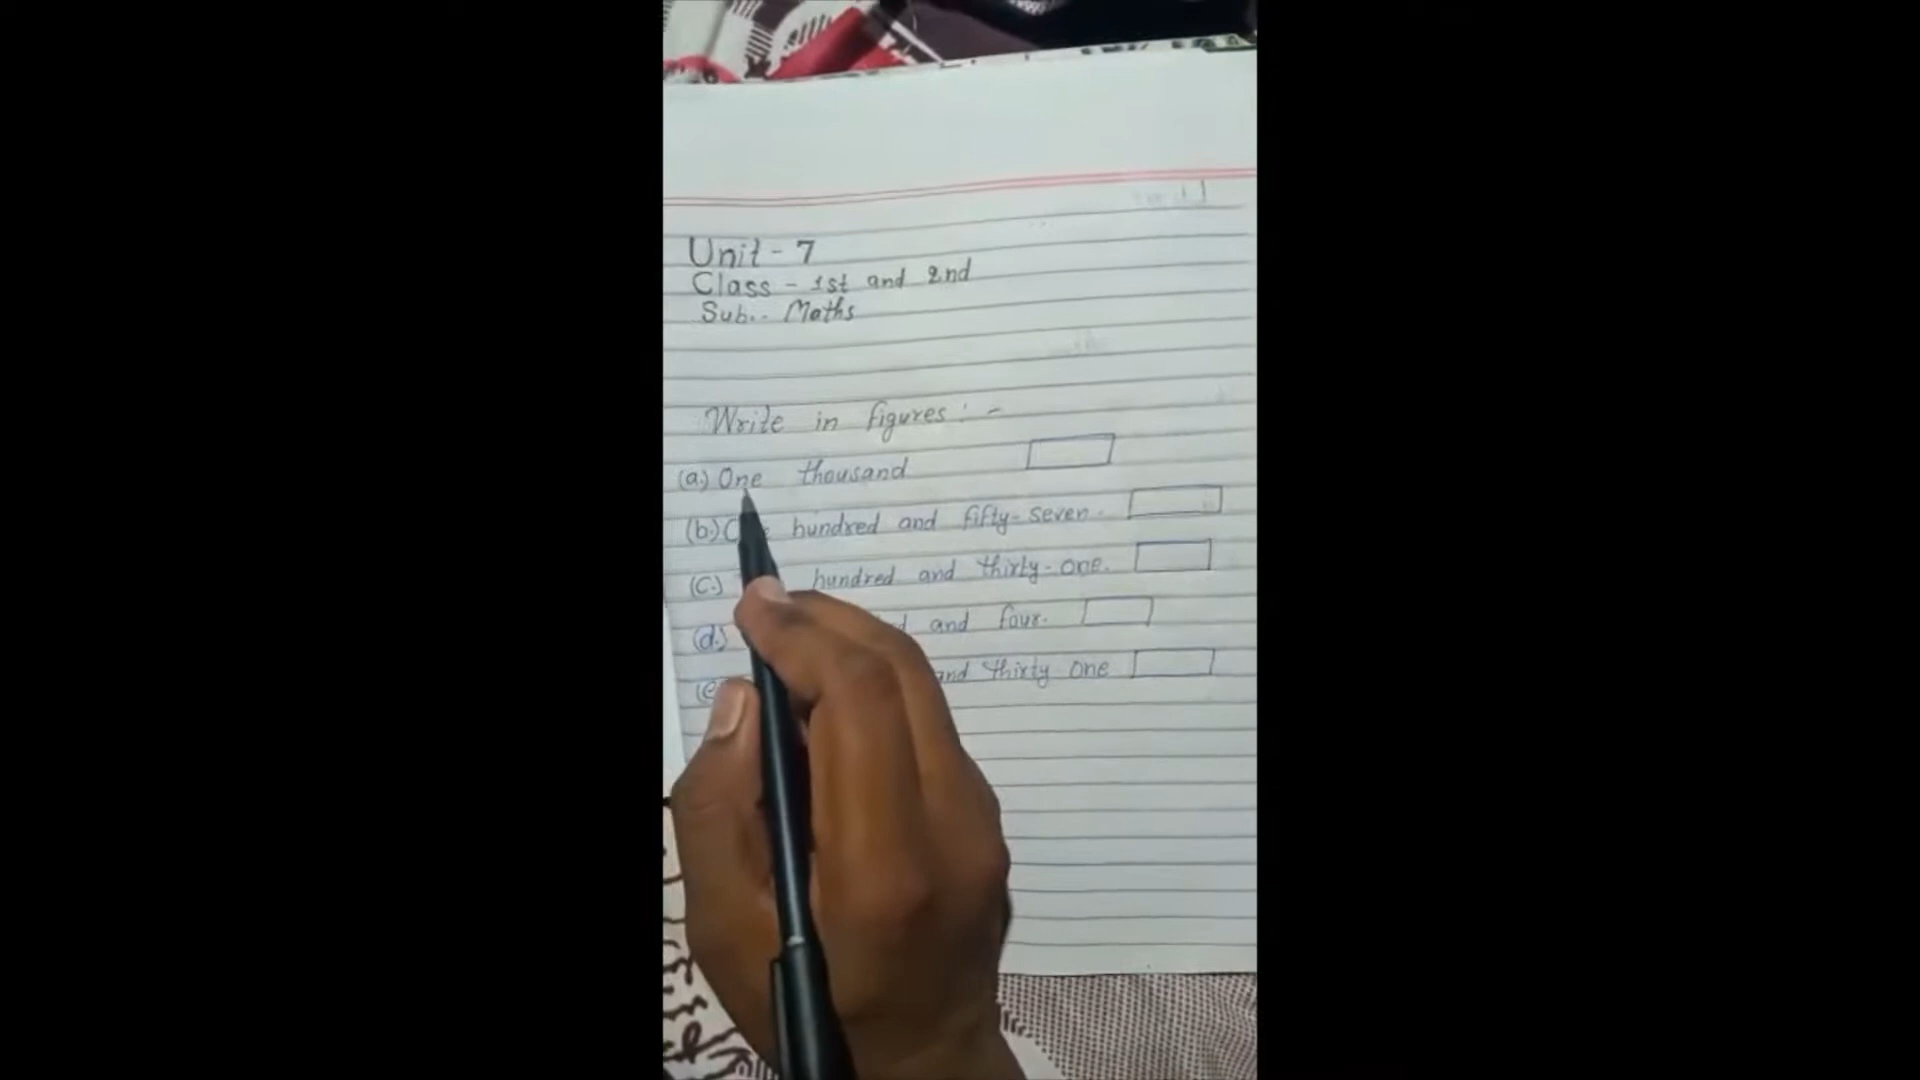 Unit - 7
Class - 1st and 2nd
Sub.- Maths
Write in figures : -
(a.) One thousand
(b.) hundred and fifty-seven.
(c.) hundred and thirty-one.
(d.) and four.
and thirty one